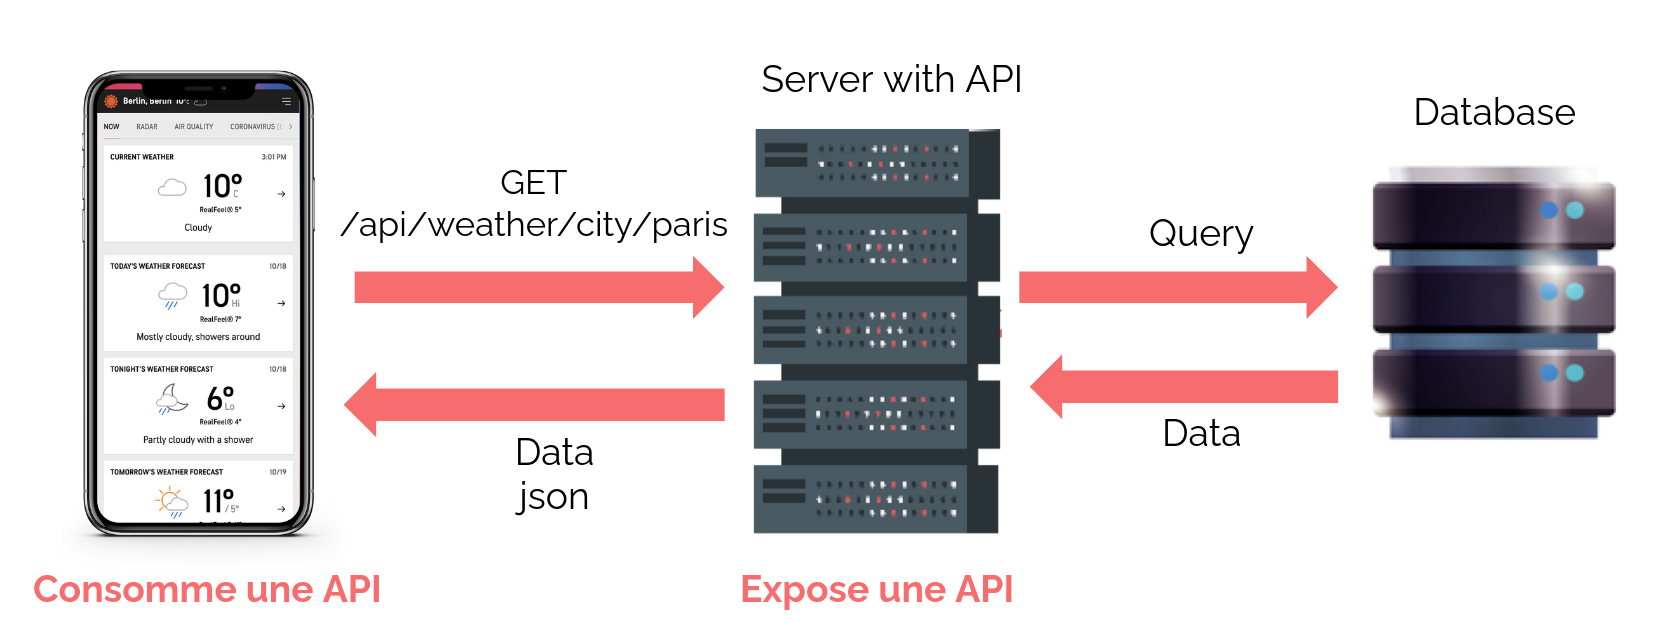 Server with API
Database
GET
/api/weather/city/paris
Query
Data
json
Data
Berlin, Berlin 10°
NOW RADAR AIR QUALITY CORONAVIRUS
CURRENT WEATHER 3:01 PM
10° C
RealFeel® 5°
Cloudy
TODAY'S WEATHER FORECAST 10/18
10° Hi
RealFeel® 7°
Mostly cloudy, showers around
TONIGHT'S WEATHER FORECAST 10/18
6° Lo
RealFeel® 4°
Partly cloudy with a shower
TOMORROW'S WEATHER FORECAST 10/19
11° / 5°
Consomme une API
Expose une API